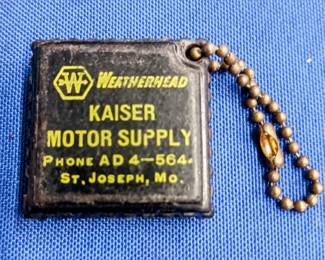 W WEATHERHEAD
KAISER
MOTOR SUPPLY
PHONE AD 4-564
ST. JOSEPH, MO.